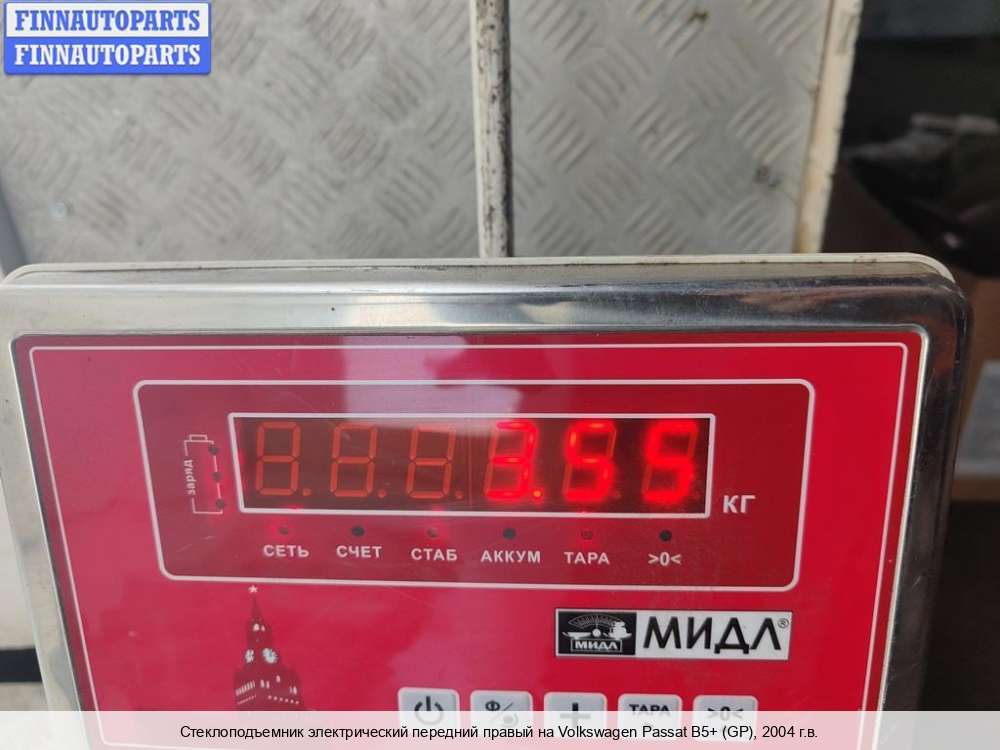 FINNAUTOPARTS
FINNAUTOPARTS
заряд
3.55
КГ
СЕТЬ СЧЕТ СТАБ АККУМ ТАРА >0<
МИДЛ МИДЛ®
ТАРА >0<
Стеклоподъемник электрический передний правый на Volkswagen Passat B5+ (GP), 2004 г.в.